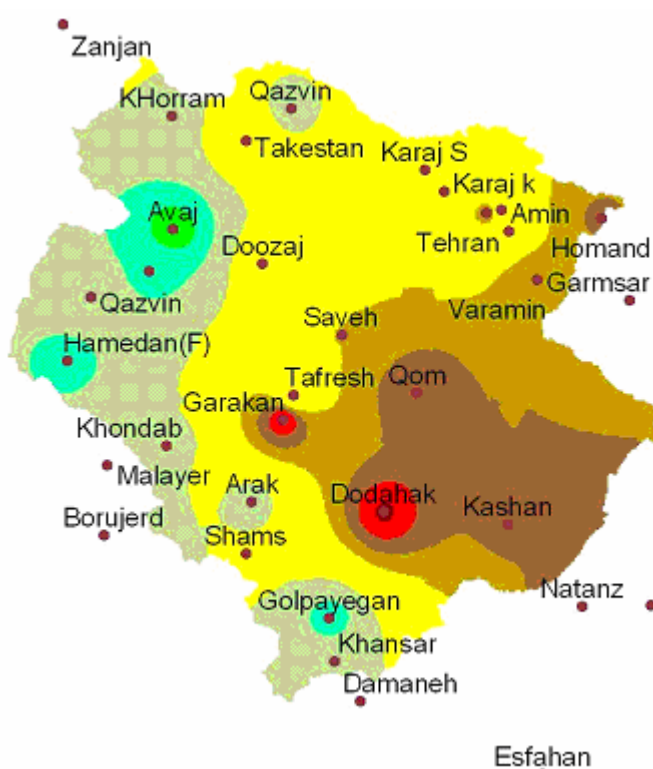 Zanjan
KHorram
Qazvin
Takestan
Karaj S
Karaj k
Avaj
Amin
Doozaj
Tehran
Homand
Garmsar
Qazvin
Varamin
Saveh
Hamedan(F)
Tafresh
Qom
Garakan
Khondab
Malayer
Arak
Dodahak
Kashan
Borujerd
Shams
Natanz
Golpayegan
Khansar
Damaneh
Esfahan